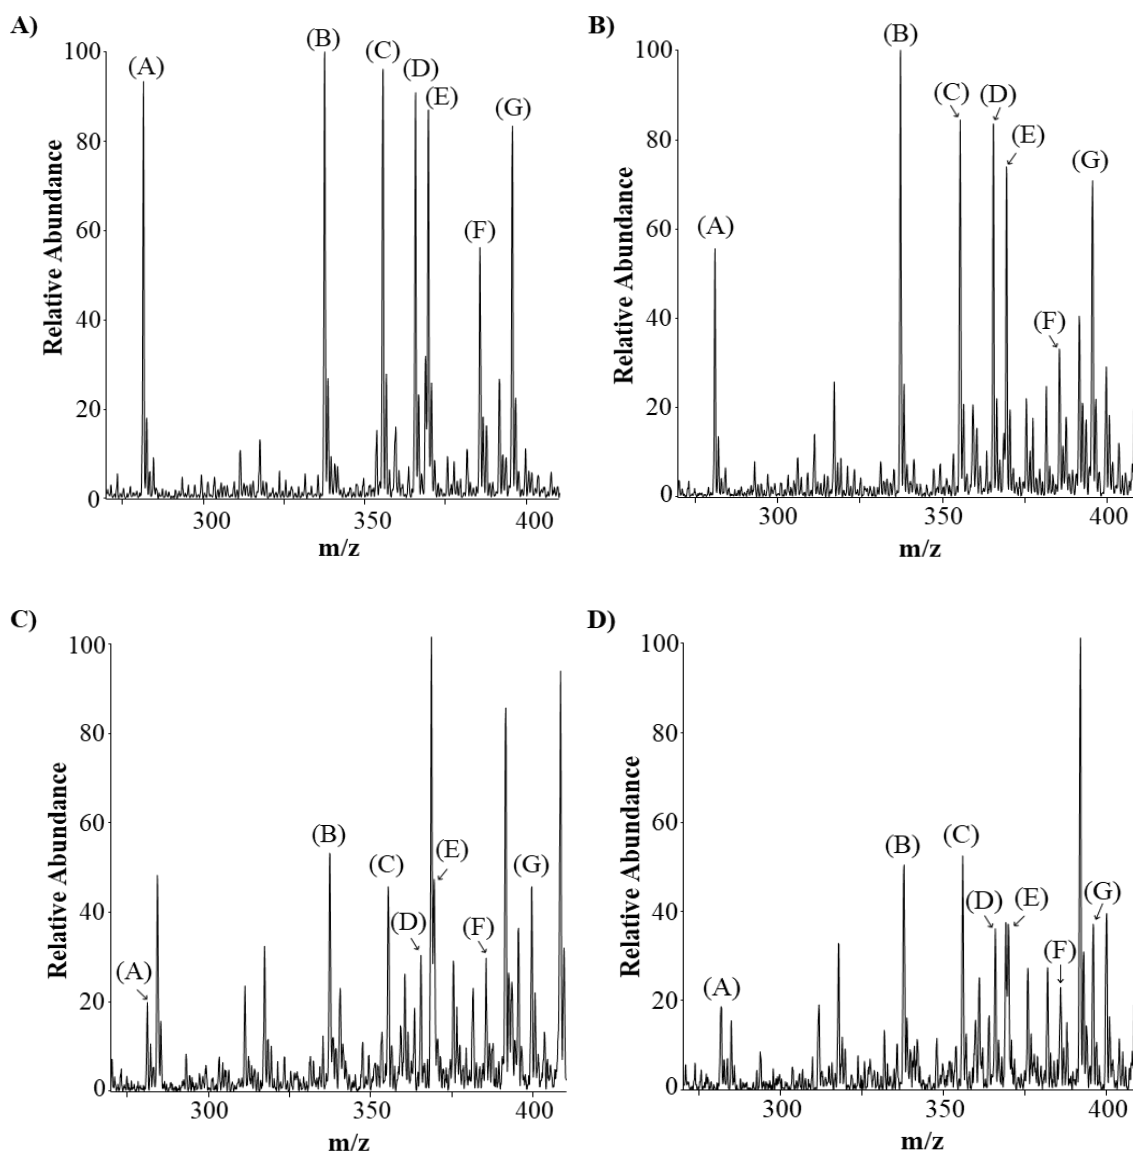 A)
(A)
(B)
(C)
(D)
(E)
(F)
(G)
100
80
60
40
20
0
Relative Abundance
300
350
400
m/z
B)
(A)
(B)
(C)
(D)
(E)
(F)
(G)
100
80
60
40
20
0
Relative Abundance
300
350
400
m/z
C)
(A)
(B)
(C)
(D)
(E)
(F)
(G)
100
80
60
40
20
0
Relative Abundance
300
350
400
m/z
D)
(A)
(B)
(C)
(D)
(E)
(F)
(G)
100
80
60
40
20
0
Relative Abundance
300
350
400
m/z